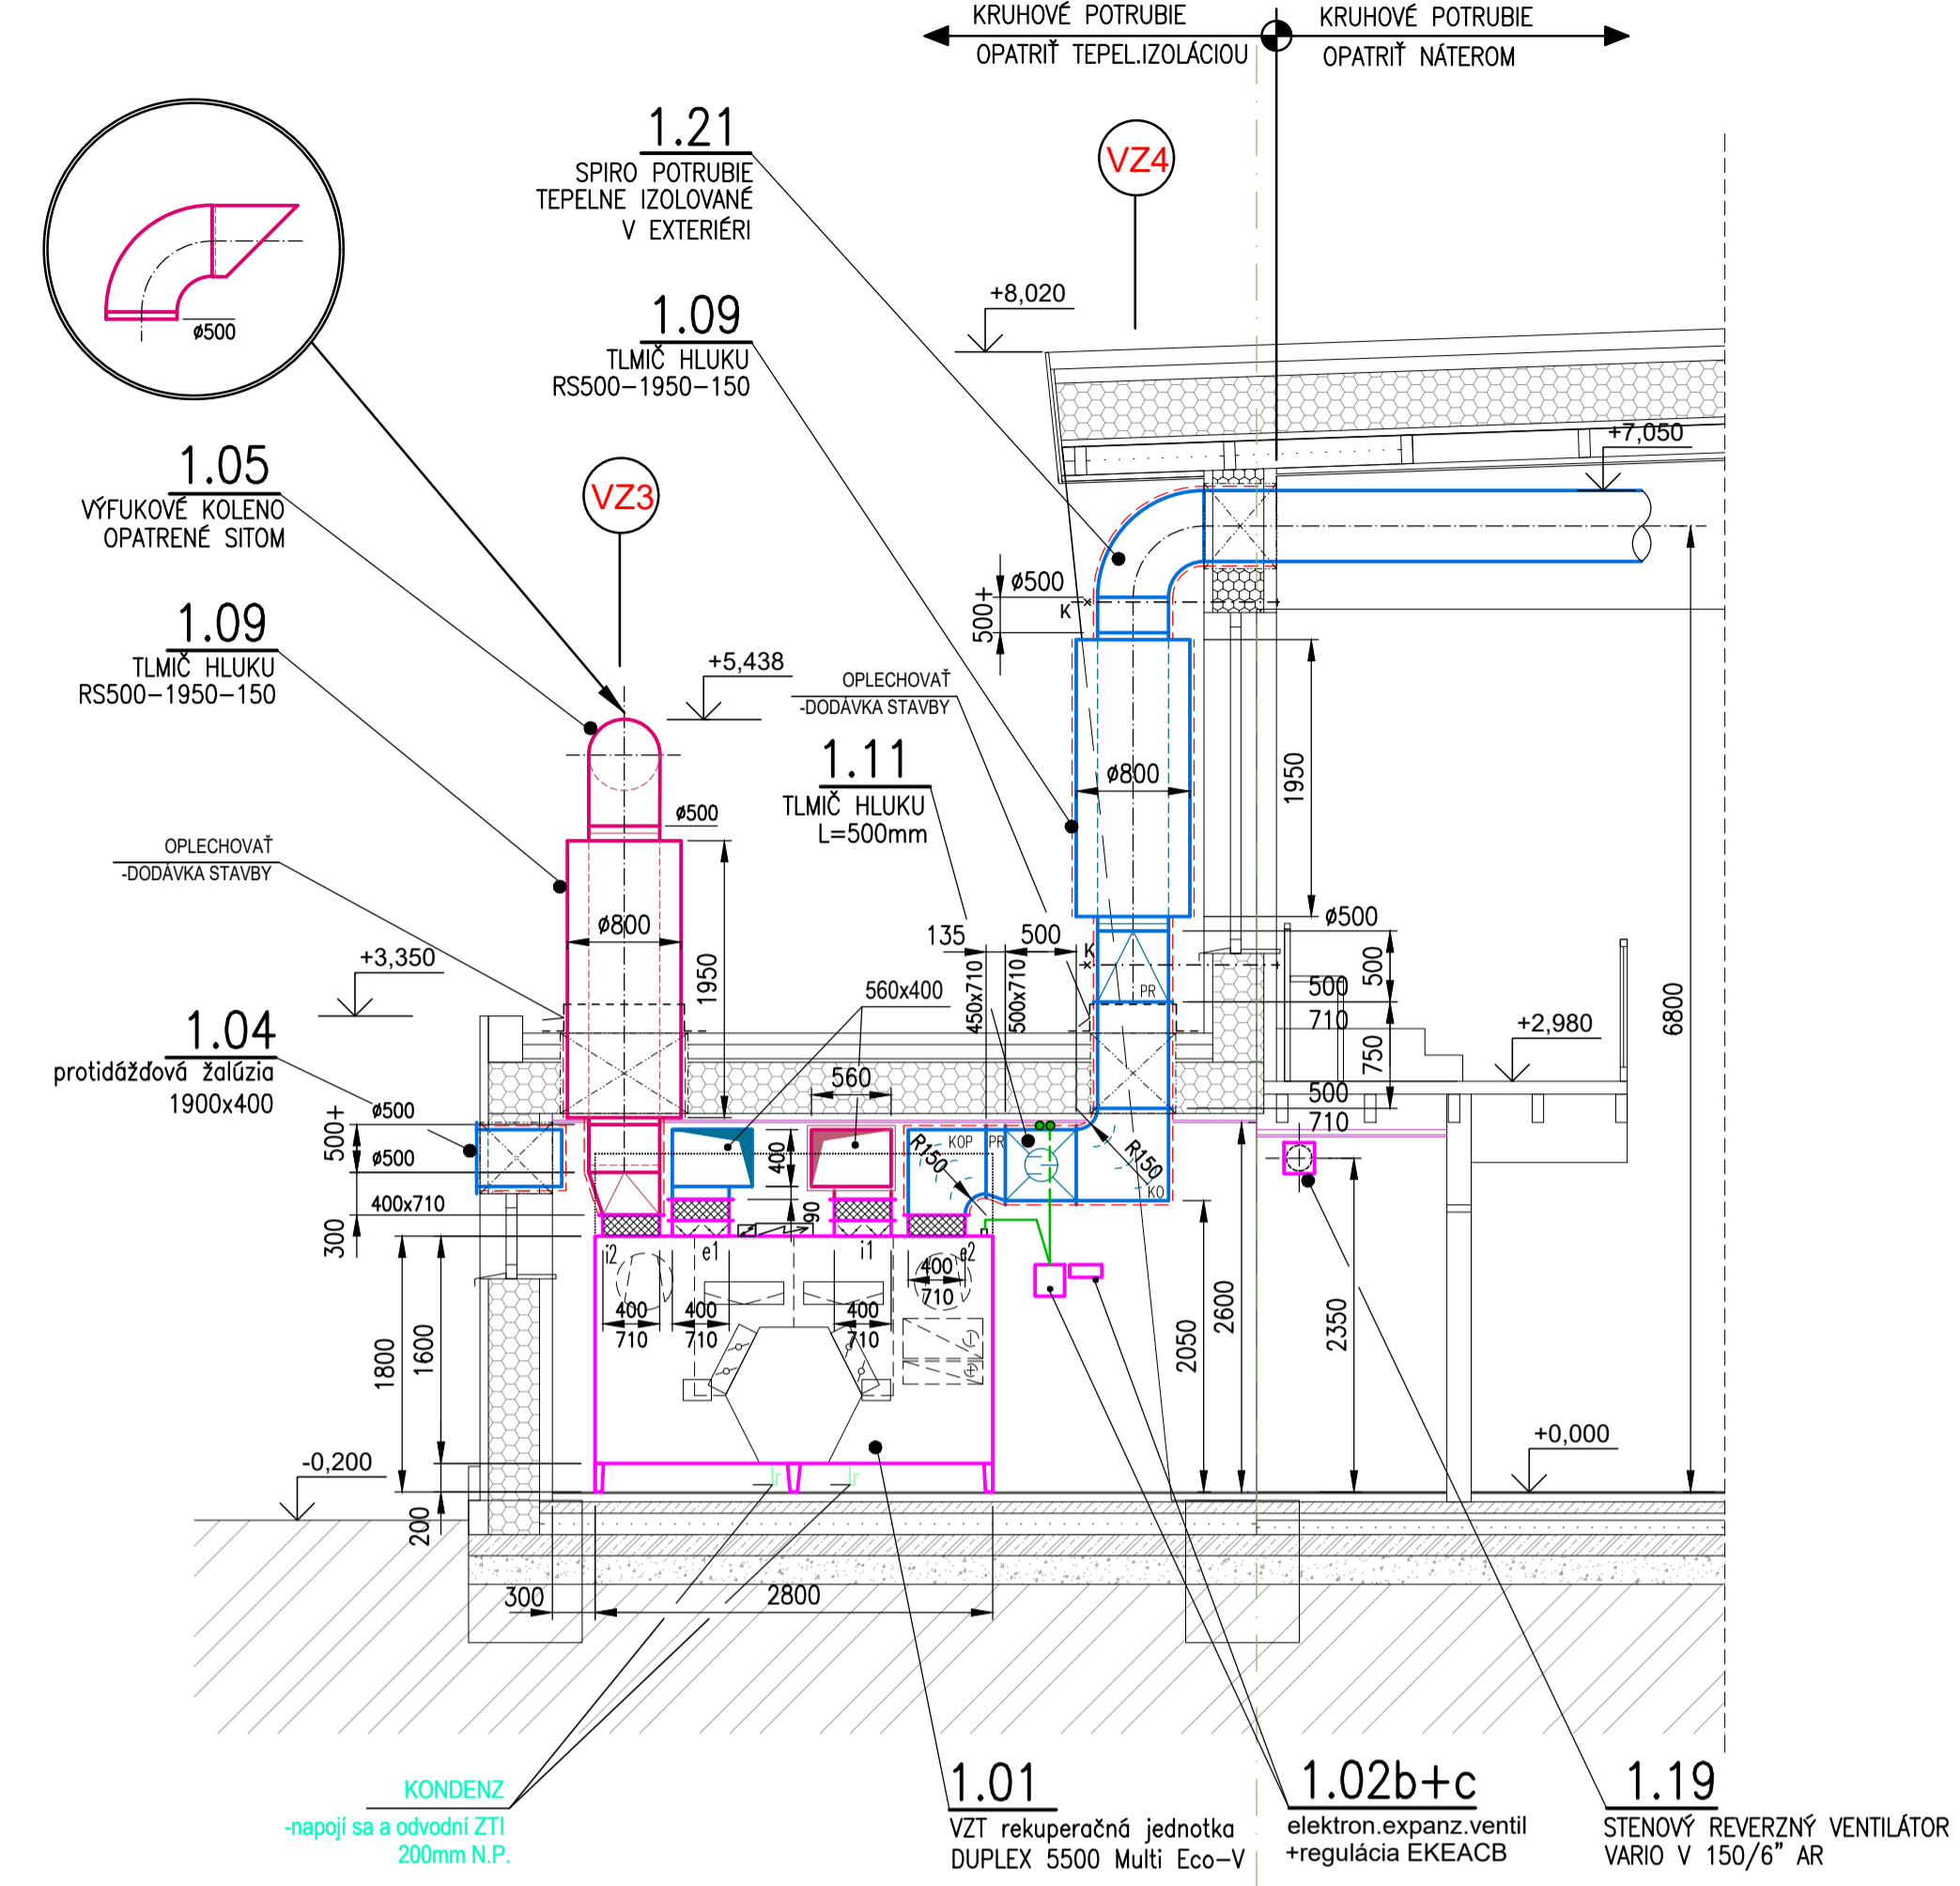 KRUHOVÉ POTRUBIE
OPATRIŤ TEPEL.IZOLÁCIOU
KRUHOVÉ POTRUBIE
OPATRIŤ NÁTEROM
1.21
SPIRO POTRUBIE
TEPELNE IZOLOVANÉ
V EXTERIÉRI
VZ4
ø500
1.09
TLMIČ HLUKU
RS500-1950-150
+8,020
+7,050
1.05
VÝFUKOVÉ KOLENO
OPATRENÉ SITOM
VZ3
1.09
TLMIČ HLUKU
RS500-1950-150
+5,438
OPLECHOVAŤ
-DODÁVKA STAVBY
ø500
500+
K
1.11
TLMIČ HLUKU
L=500mm
ø800
1950
ø500
OPLECHOVAŤ
-DODÁVKA STAVBY
ø800
1950
+3,350
560x400
135
500
450x710
500x710
K
PR
ø500
500
500
710
750
500
710
+2,980
6800
1.04
protidážďová žalúzia
1900x400
500+
ø500
ø500
400x710
300
560
400
90
R150
KOP
PR
R150
KO
i2
e1
i1
e2
400
710
400
710
400
710
400
710
(-)
(+)
1800
1600
200
2050
2600
2350
-0,200
+0,000
300
2800
KONDENZ
-napojí sa a odvodní ZTI
200mm N.P.
1.01
VZT rekuperačná jednotka
DUPLEX 5500 Multi Eco-V
1.02b+c
elektron.expanz.ventil
+regulácia EKEACB
1.19
STENOVÝ REVERZNÝ VENTILÁTOR
VARIO V 150/6" AR